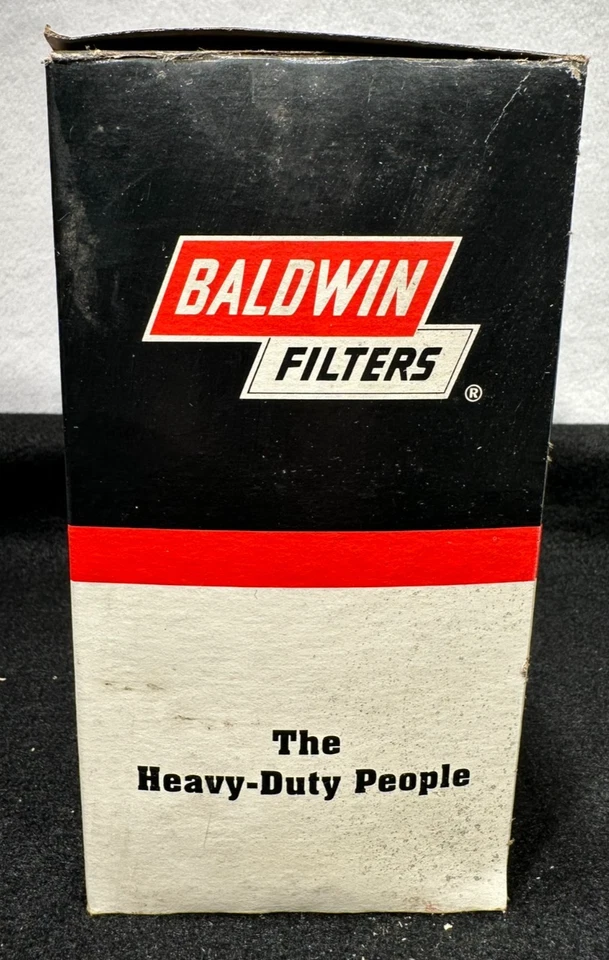 BALDWIN
FILTERS
®
The
Heavy-Duty People